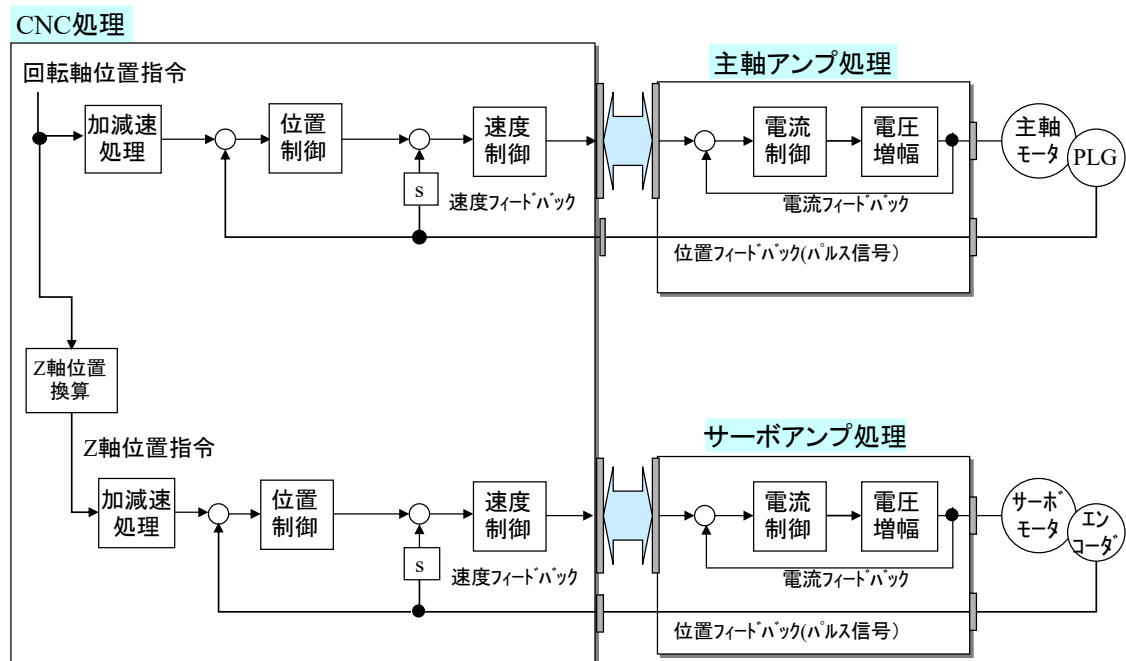 CNC処理
回転軸位置指令
加減速
処理
位置
制御
速度
制御
s
速度フィードバック
主軸アンプ処理
電流
制御
電圧
増幅
電流フィードバック
位置フィードバック(パルス信号)
主軸
モータ
PLG
Z軸位置
換算
Z軸位置指令
加減速
処理
位置
制御
速度
制御
s
速度フィードバック
サーボアンプ処理
電流
制御
電圧
増幅
電流フィードバック
位置フィードバック(パルス信号)
サーボ
モータ
エン
コーダ